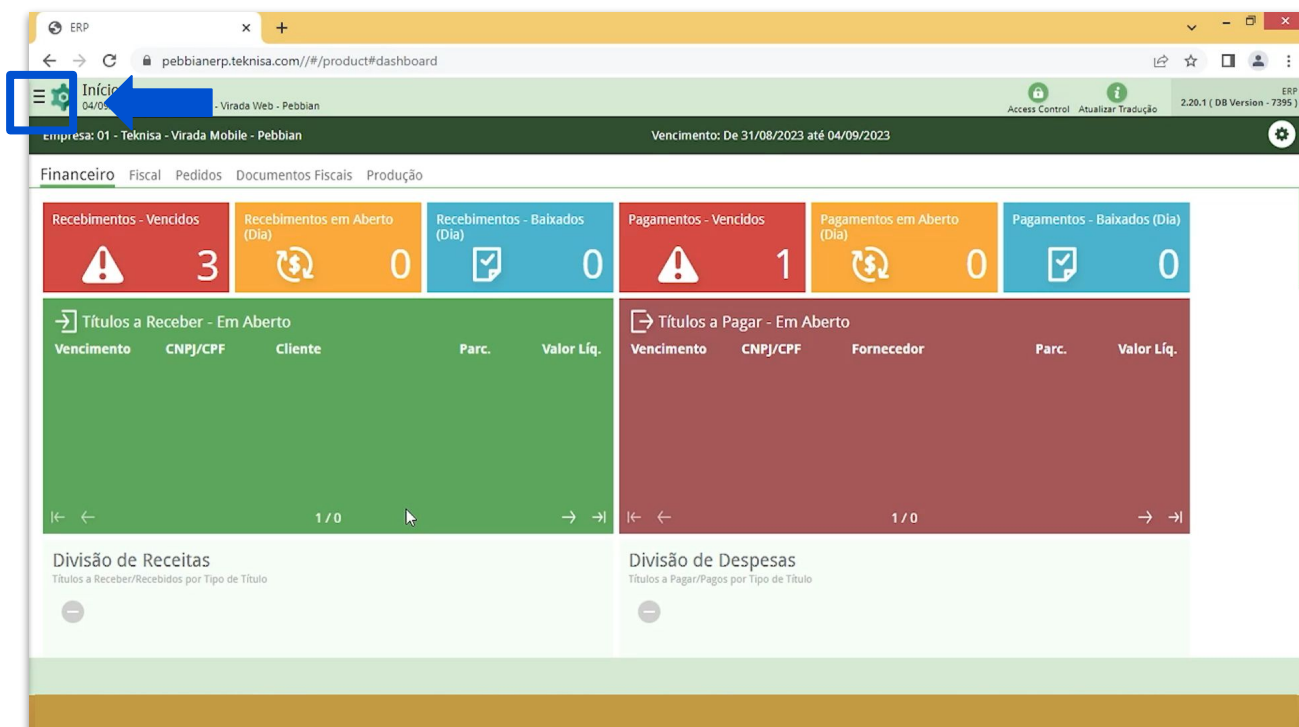 ERP
pebbianerp.teknisa.com//#/product#dashboard
Início
04/09 - Virada Web - Pebbian
Access Control
Atualizar Tradução
ERP
2.20.1 ( DB Version - 7395 )
Empresa: 01 - Teknisa - Virada Mobile - Pebbian
Vencimento: De 31/08/2023 até 04/09/2023
Financeiro Fiscal Pedidos Documentos Fiscais Produção
Recebimentos - Vencidos
3
Recebimentos em Aberto
(Dia)
0
Recebimentos - Baixados
(Dia)
0
Pagamentos - Vencidos
1
Pagamentos em Aberto
(Dia)
0
Pagamentos - Baixados (Dia)
0
Títulos a Receber - Em Aberto
Vencimento CNPJ/CPF Cliente Parc. Valor Líq.
1 / 0
Títulos a Pagar - Em Aberto
Vencimento CNPJ/CPF Fornecedor Parc. Valor Líq.
1 / 0
Divisão de Receitas
Títulos a Receber/Recebidos por Tipo de Título
Divisão de Despesas
Títulos a Pagar/Pagos por Tipo de Título